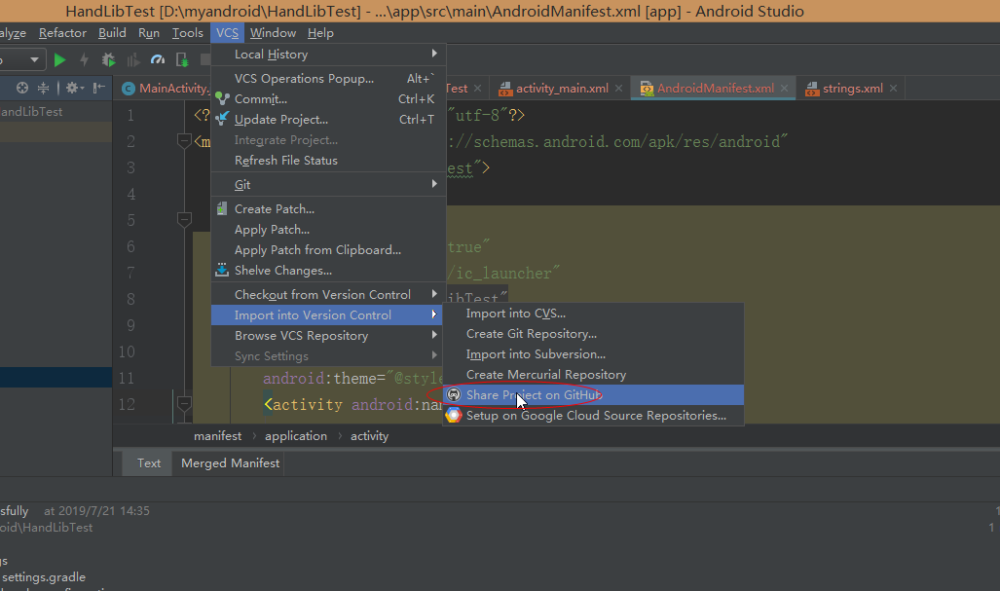 HandLibTest [D:\myandroid\HandLibTest] - ...\app\src\main\AndroidManifest.xml [app] - Android Studio
alyze Refactor Build Run Tools VCS Window Help
Local History
VCS Operations Popup... Alt+`
Commit... Ctrl+K
Update Project... Ctrl+T
Integrate Project...
Refresh File Status
Git
Create Patch...
Apply Patch...
Apply Patch from Clipboard...
Shelve Changes...
Checkout from Version Control
Import into Version Control
Browse VCS Repository
Sync Settings
Import into CVS...
Create Git Repository...
Import into Subversion...
Create Mercurial Repository
Share Project on GitHub
Setup on Google Cloud Source Repositories...
MainActivity. Test activity_main.xml AndroidManifest.xml strings.xml
andLibTest
1 <? "utf-8"?>
2 <m ://schemas.android.com/apk/res/android"
3 est">
4
5
6 true"
7 /ic_launcher"
8 ibTest"
9
10
11 android:theme="@style
12 <activity android:na
manifest application activity
Text Merged Manifest
sfully at 2019/7/21 14:35
oid\HandLibTest 1
gs
settings.gradle